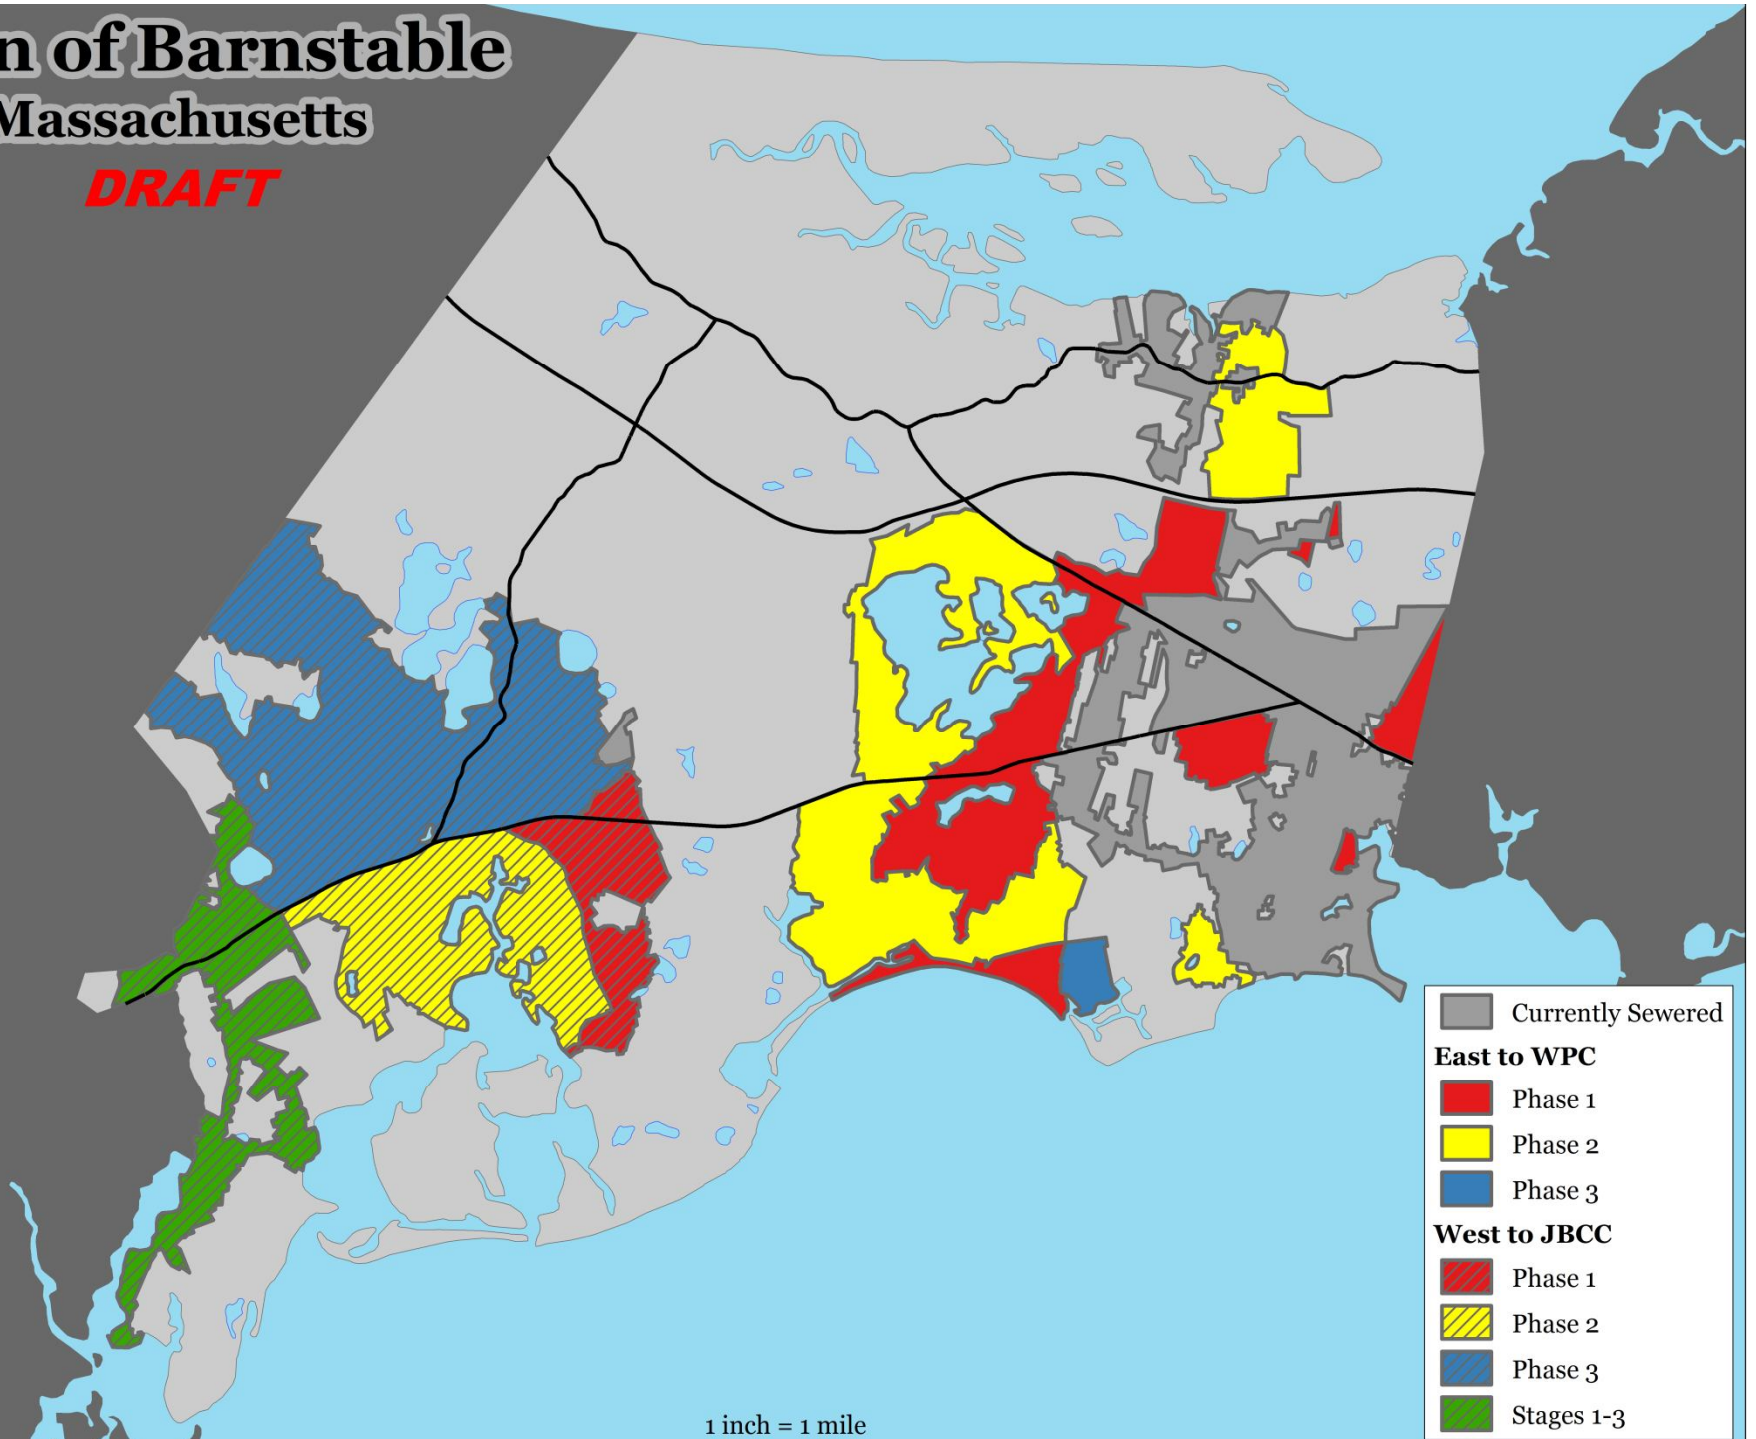 n of Barnstable
Massachusetts
DRAFT
Currently Sewered
East to WPC
Phase 1
Phase 2
Phase 3
West to JBCC
Phase 1
Phase 2
Phase 3
Stages 1-3
1 inch = 1 mile